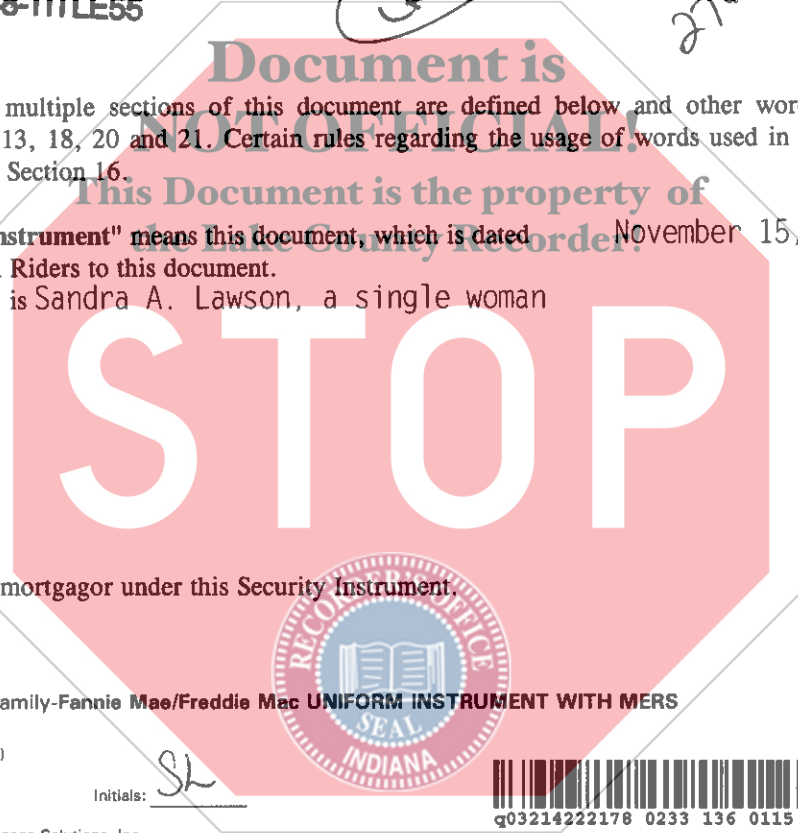 TITLE55
Document is
multiple sections of this document are defined below and other wor
13, 18, 20 and 21. Certain rules regarding the usage of words used in
NOT OFFICIAL!
Section 16.
This Document is the property of
the Lake County Recorder!
nstrument" means this document, which is dated November 15,
Riders to this document.
is Sandra A. Lawson, a single woman
STOP
mortgagor under this Security Instrument.
RECORDER'S OFFICE
SEAL
INDIANA
amily-Fannie Mae/Freddie Mac UNIFORM INSTRUMENT WITH MERS
Initials: SL
q03214222178 0233 136 0115